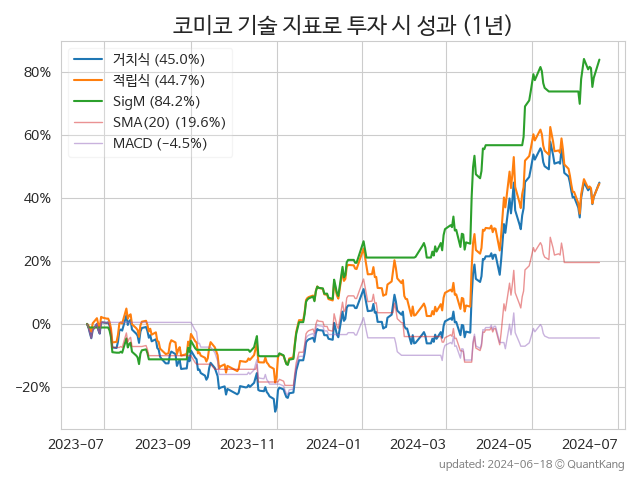 코미코 기술 지표로 투자 시 성과 (1년)
거치식 (45.0%)
적립식 (44.7%)
SigM (84.2%)
SMA(20) (19.6%)
MACD (−4.5%)
80%
60%
40%
20%
0%
−20%
2023-07 2023-09 2023-11 2024-01 2024-03 2024-05 2024-07
updated: 2024-06-18 © QuantKang